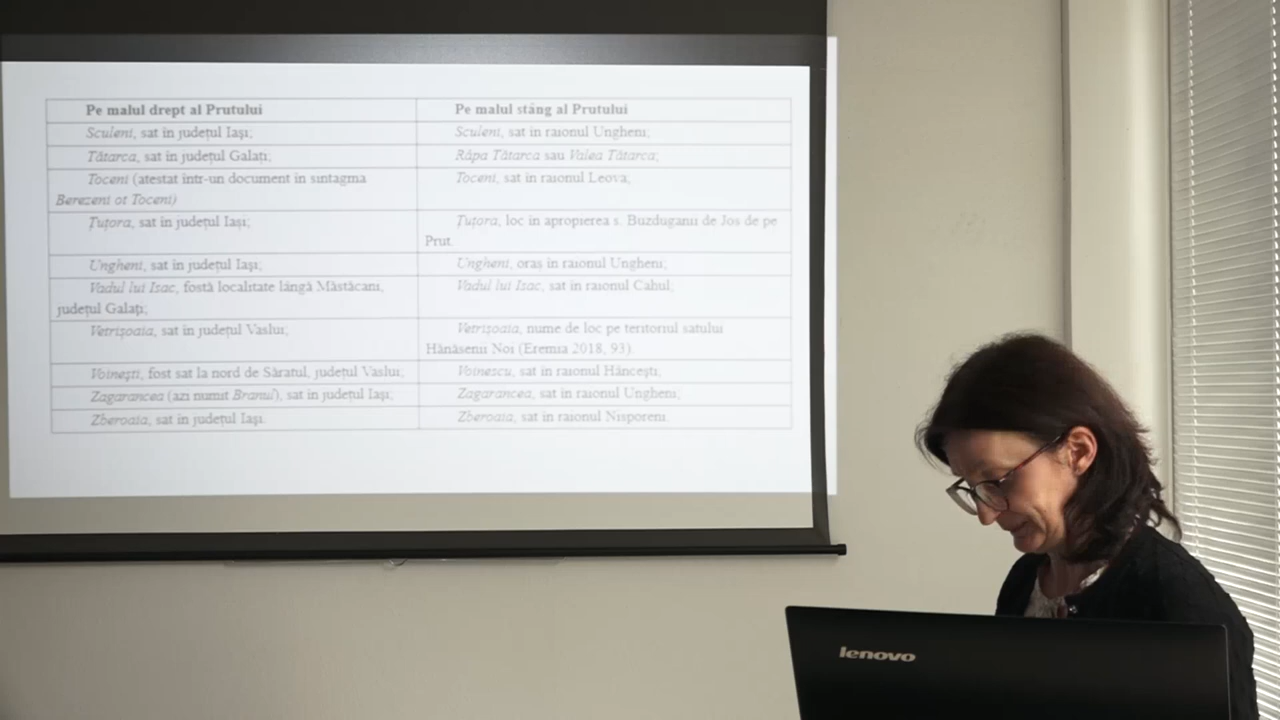 Pe malul drept al Prutului
Pe malul stâng al Prutului
Sculeni, sat în județul Iași;
Sculeni, sat în raionul Ungheni;
Tătarca, sat în județul Galați;
Râpa Tătarca sau Valea Tătarca;
Toceni (atestat într-un document în sintagma
Berezeni ot Toceni)
Toceni, sat în raionul Leova;
Țuțora, sat în județul Iași;
Țuțora, loc în apropierea s. Buzduganii de Jos de pe
Prut.
Ungheni, sat în județul Iași;
Ungheni, oraș în raionul Ungheni;
Vadul lui Isac, fostă localitate lângă Măstăcani,
județul Galați;
Vadul lui Isac, sat în raionul Cahul;
Vetrișoaia, sat în județul Vaslui;
Vetrișoaia, nume de loc pe teritoriul satului
Hănăsenii Noi (Eremia 2018, 93).
Voinești, fost sat la nord de Săratul, județul Vaslui;
Voinescu, sat în raionul Hâncești;
Zagarancea (azi numit Branul), sat în județul Iași;
Zagarancea, sat în raionul Ungheni;
Zberoaia, sat în județul Iași.
Zberoaia, sat în raionul Nisporeni.
lenovo